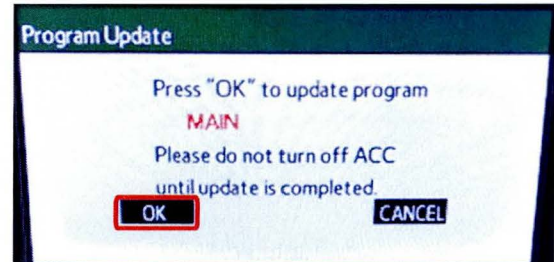 Program Update
Press "OK" to update program
MAIN
Please do not turn off ACC
until update is completed.
OK CANCEL